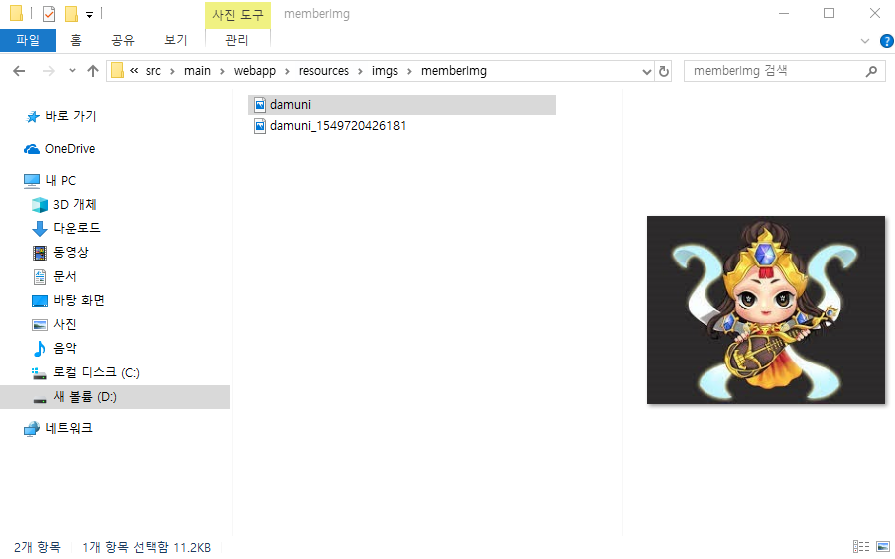 사진 도구 memberImg
파일 홈 공유 보기 관리
« src > main > webapp > resources > imgs > memberImg memberImg 검색
바로 가기
OneDrive
내 PC
3D 개체
다운로드
동영상
문서
바탕 화면
사진
음악
로컬 디스크 (C:)
새 볼륨 (D:)
네트워크
damuni
damuni_1549720426181
2개 항목 1개 항목 선택함 11.2KB